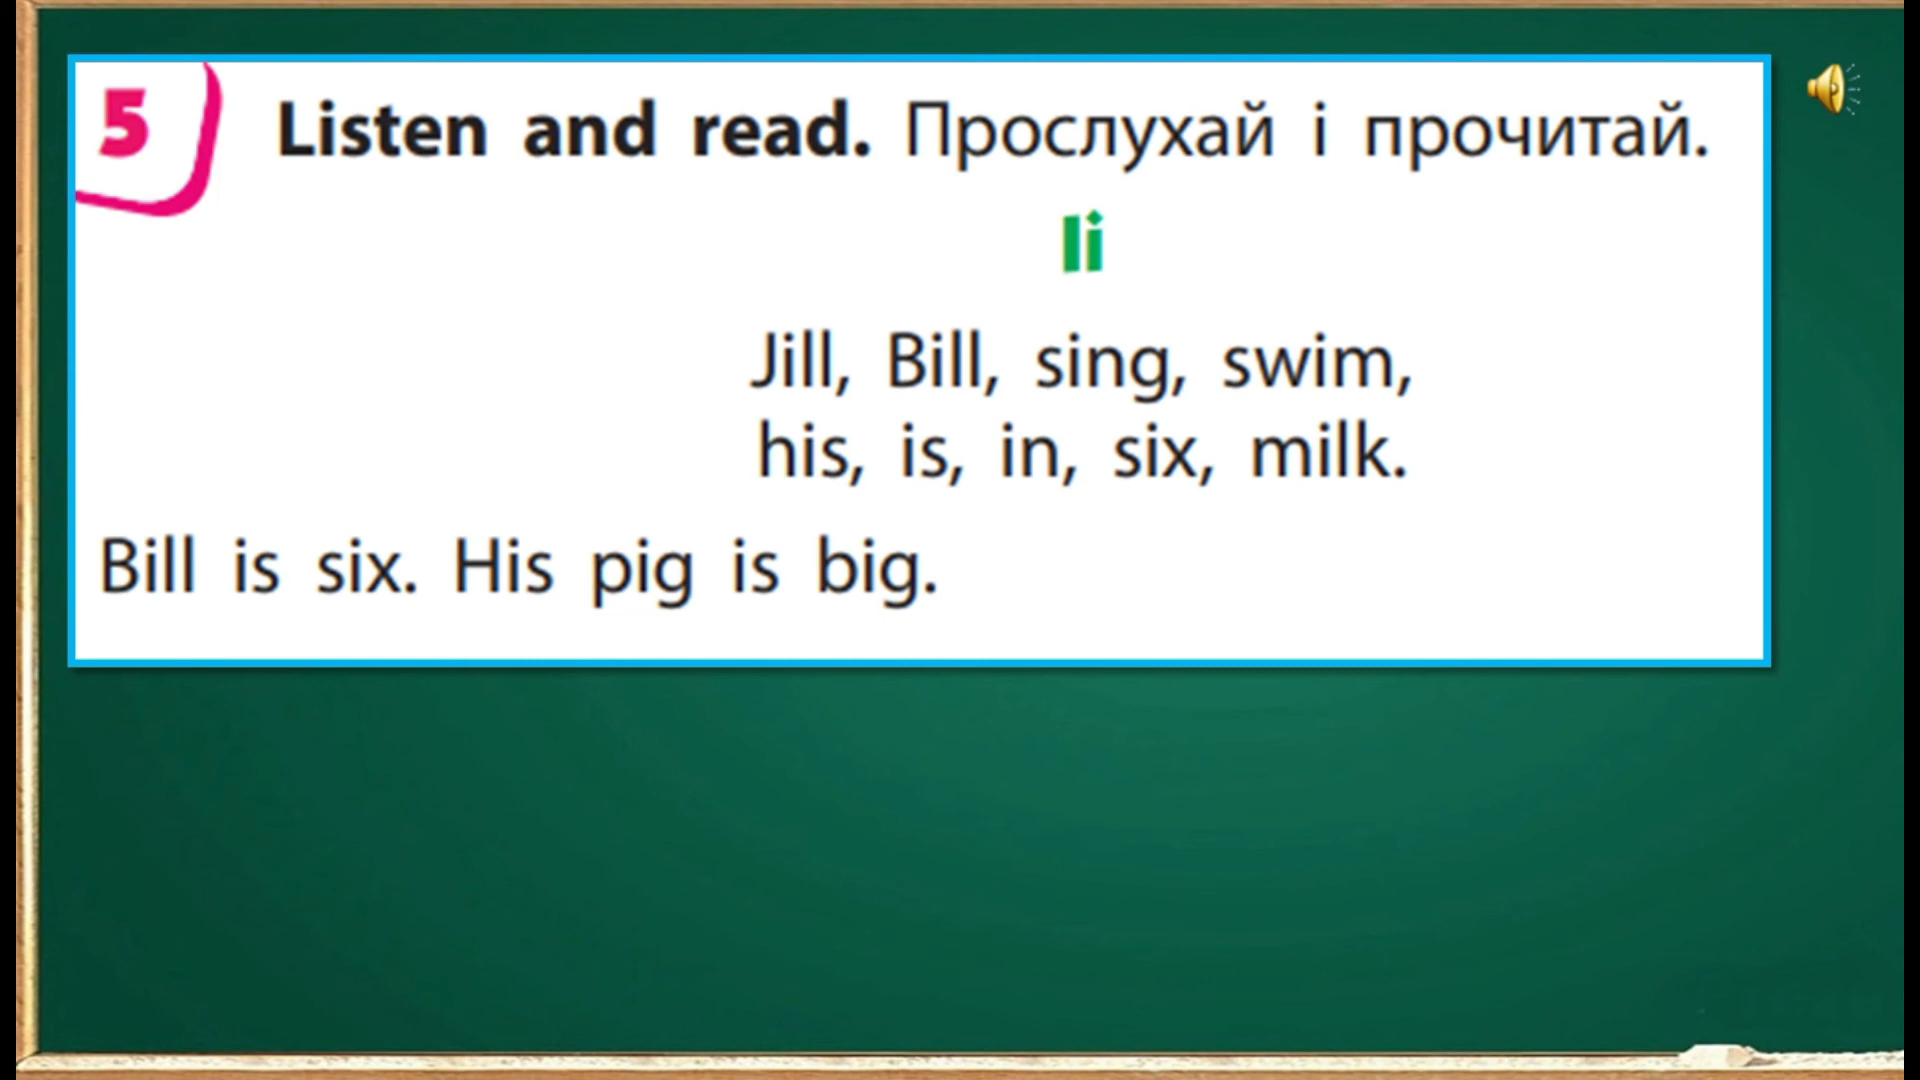 5 Listen and read. Прослухай і прочитай.
Ii
Jill, Bill, sing, swim,
his, is, in, six, milk.
Bill is six. His pig is big.